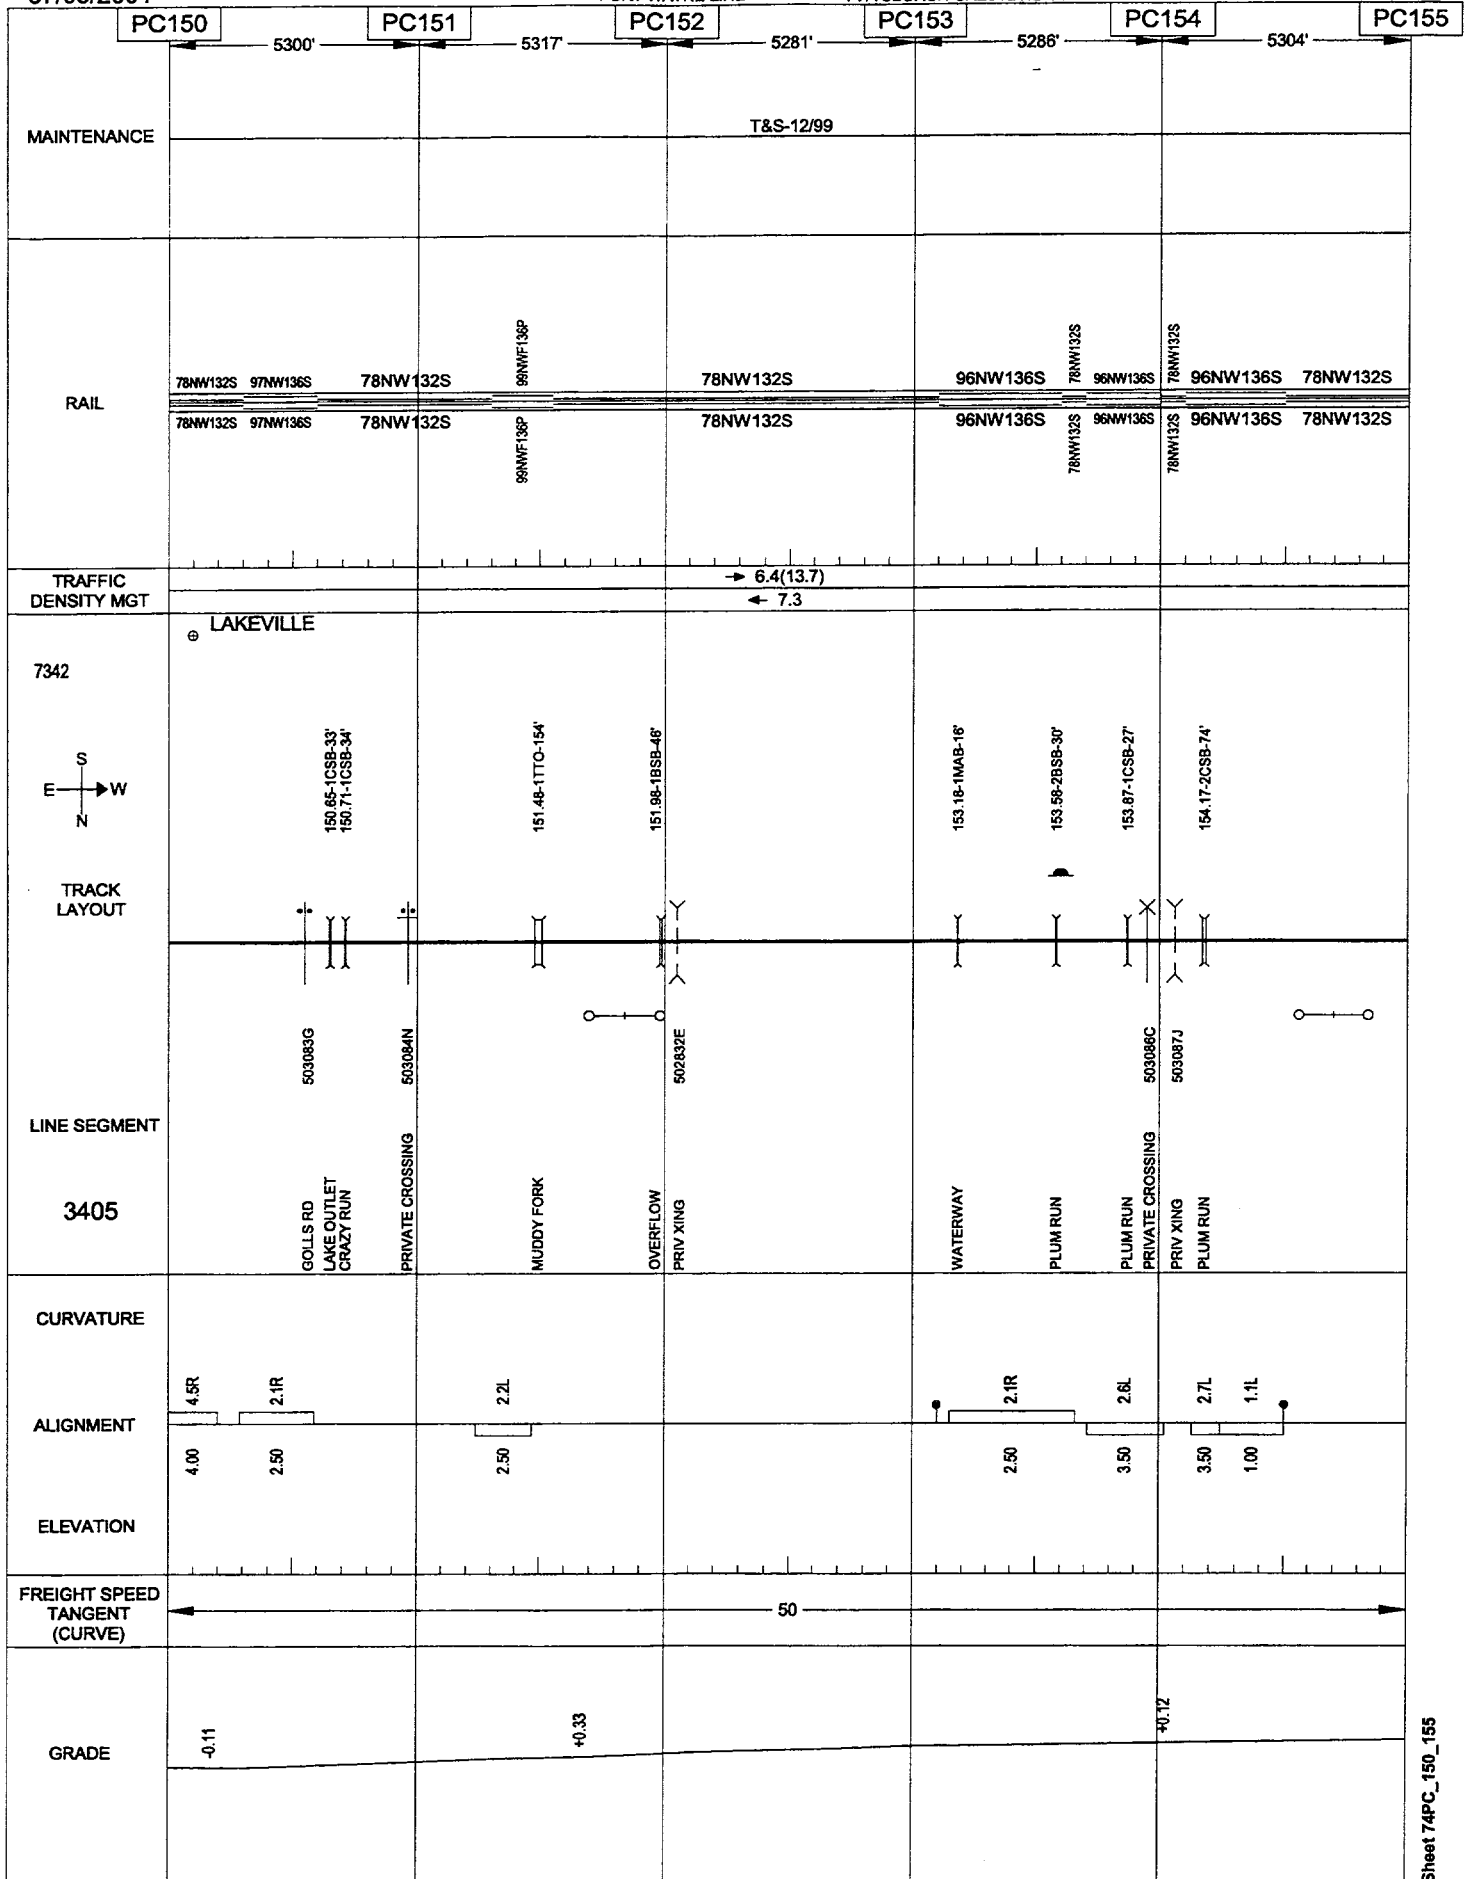 PC150 PC151 PC152 PC153 PC154 PC155
5300' 5317' 5281' 5286' 5304'
MAINTENANCE
T&S-12/99
RAIL
99NWF136P 78NW132S 78NW132S
78NW132S 97NW136S 78NW132S 78NW132S 96NW136S 96NW136S 96NW136S 78NW132S
78NW132S 97NW136S 78NW132S 78NW132S 96NW136S 96NW136S 96NW136S 78NW132S
99NWF136P 78NW132S 78NW132S
TRAFFIC
DENSITY MGT
6.4(13.7)
7.3
LAKEVILLE
7342
S
E W
N
150.65-1CSB-33'
150.71-1CSB-34'
151.48-1TTO-154'
151.98-1BSB-46'
153.18-1MAB-16'
153.58-2BSB-30'
153.87-1CSB-27'
154.17-2CSB-74'
TRACK
LAYOUT
503083G
503084N
502832E
503086C
503087J
LINE SEGMENT
3405
GOLLS RD
LAKE OUTLET
CRAZY RUN
PRIVATE CROSSING
MUDDY FORK
OVERFLOW
PRIV XING
WATERWAY
PLUM RUN
PLUM RUN
PRIVATE CROSSING
PRIV XING
PLUM RUN
CURVATURE
4.5R 2.1R 2.2L 2.1R 2.6L 2.7L 1.1L
ALIGNMENT
4.00 2.50 2.50 2.50 3.50 3.50 1.00
ELEVATION
FREIGHT SPEED
TANGENT
(CURVE)
50
GRADE
-0.11
+0.33
+0.12
Sheet 74PC_150_155